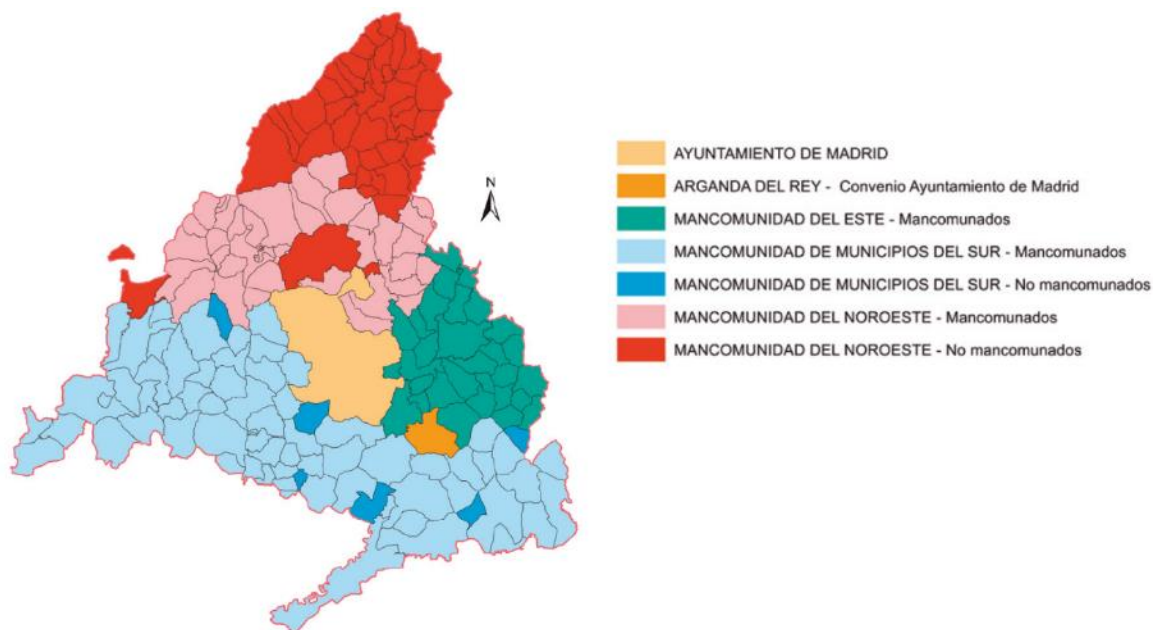 N
AYUNTAMIENTO DE MADRID
ARGANDA DEL REY - Convenio Ayuntamiento de Madrid
MANCOMUNIDAD DEL ESTE - Mancomunados
MANCOMUNIDAD DE MUNICIPIOS DEL SUR - Mancomunados
MANCOMUNIDAD DE MUNICIPIOS DEL SUR - No mancomunados
MANCOMUNIDAD DEL NOROESTE - Mancomunados
MANCOMUNIDAD DEL NOROESTE - No mancomunados